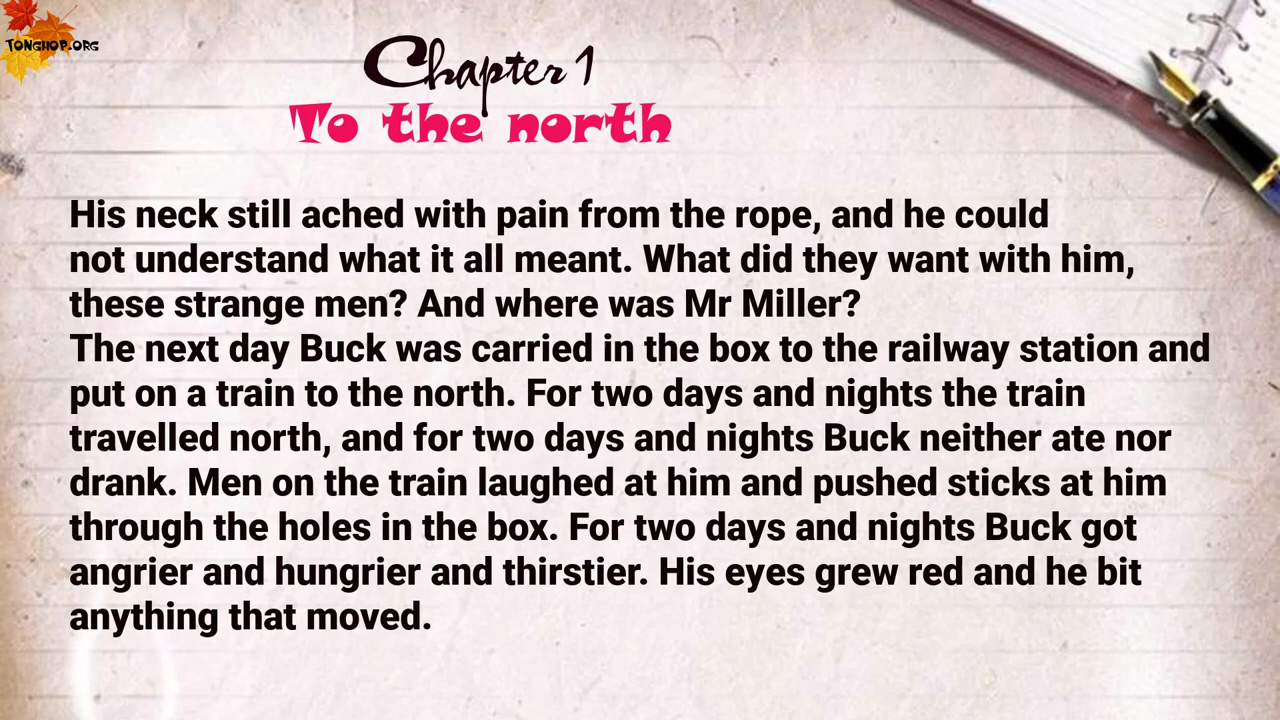 TONGHOP.ORG
Chapter 1
To the north
His neck still ached with pain from the rope, and he could
not understand what it all meant. What did they want with him,
these strange men? And where was Mr Miller?
The next day Buck was carried in the box to the railway station and
put on a train to the north. For two days and nights the train
travelled north, and for two days and nights Buck neither ate nor
drank. Men on the train laughed at him and pushed sticks at him
through the holes in the box. For two days and nights Buck got
angrier and hungrier and thirstier. His eyes grew red and he bit
anything that moved.